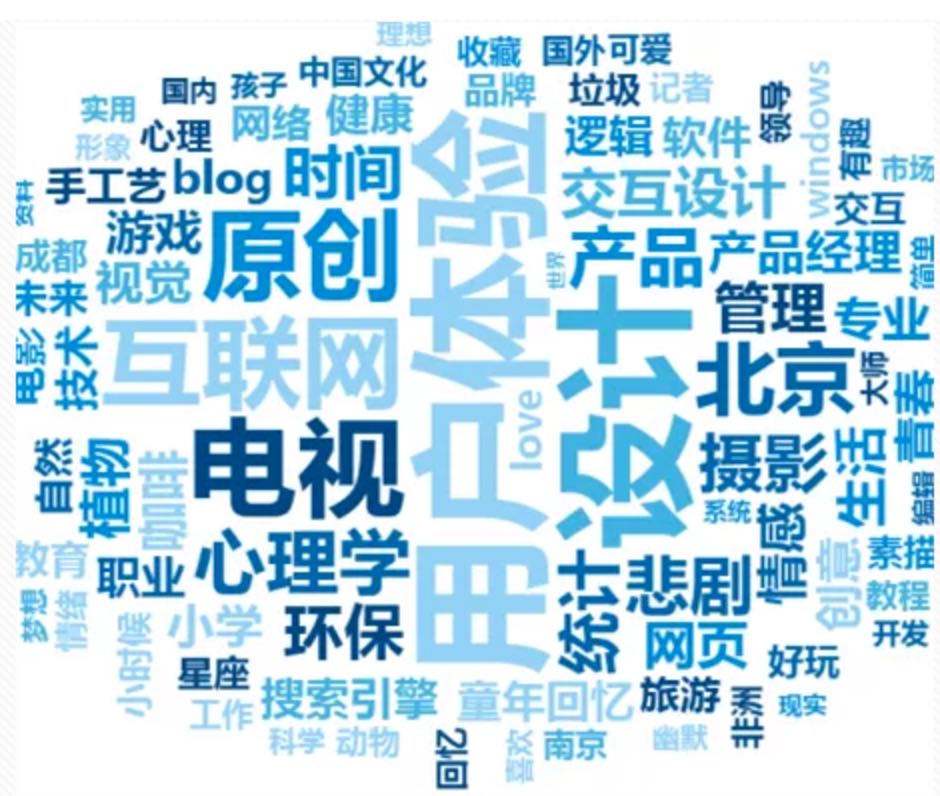 理想
收藏
国外可爱
中国文化
国内
孩子
品牌
垃圾
记者
领导
windows
实用
网络
健康
形象
心理
逻辑
软件
有趣
市场
手工艺
blog
时间
用户体验
交互设计
交互
资料
游戏
原创
产品
产品经理
简单
成都
视觉
世界
未来
管理
专业
电影
技术
互联网
设计
北京
大师
青春
love
电视
摄影
生活
自然
植物
咖啡
编辑
系统
情感
教育
职业
心理学
统计
悲剧
创意
素描
教程
梦想
情绪
小时候
小学
环保
网页
开发
好玩
星座
工作
搜索引擎
童年回忆
旅游
非洲
现实
科学
动物
回忆
喜欢
南京
幽默